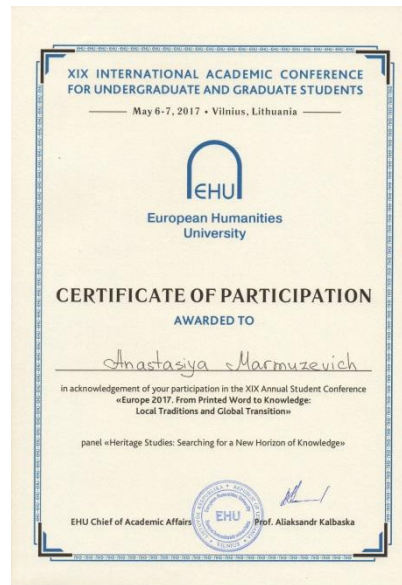 XIX INTERNATIONAL ACADEMIC CONFERENCE
FOR UNDERGRADUATE AND GRADUATE STUDENTS
May 6-7, 2017 • Vilnius, Lithuania
EHU
European Humanities
University
CERTIFICATE OF PARTICIPATION
AWARDED TO
Anastasiya Marmuzevich
in acknowledgement of your participation in the XIX Annual Student Conference
«Europe 2017. From Printed Word to Knowledge:
Local Traditions and Global Transition»
panel «Heritage Studies: Searching for a New Horizon of Knowledge»
EHU Chief of Academic Affairs
EHU
Prof. Aliaksandr Kalbaska